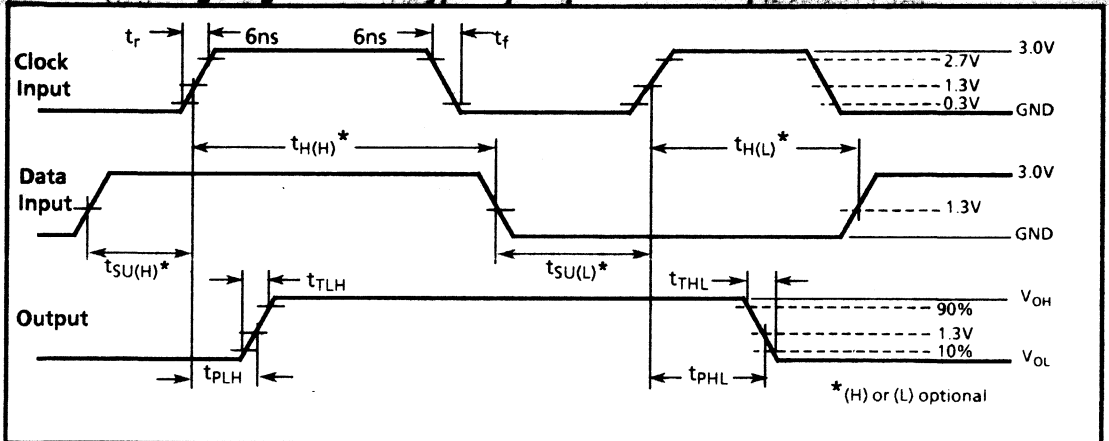 tr 6ns 6ns tf
Clock Input
3.0V
2.7V
1.3V
0.3V
GND
tH(H)* tH(L)*
Data Input
3.0V
1.3V
GND
tSU(H)* tSU(L)*
tTLH tTHL
Output
VOH
90%
1.3V
10%
VOL
tPLH tPHL
*(H) or (L) optional